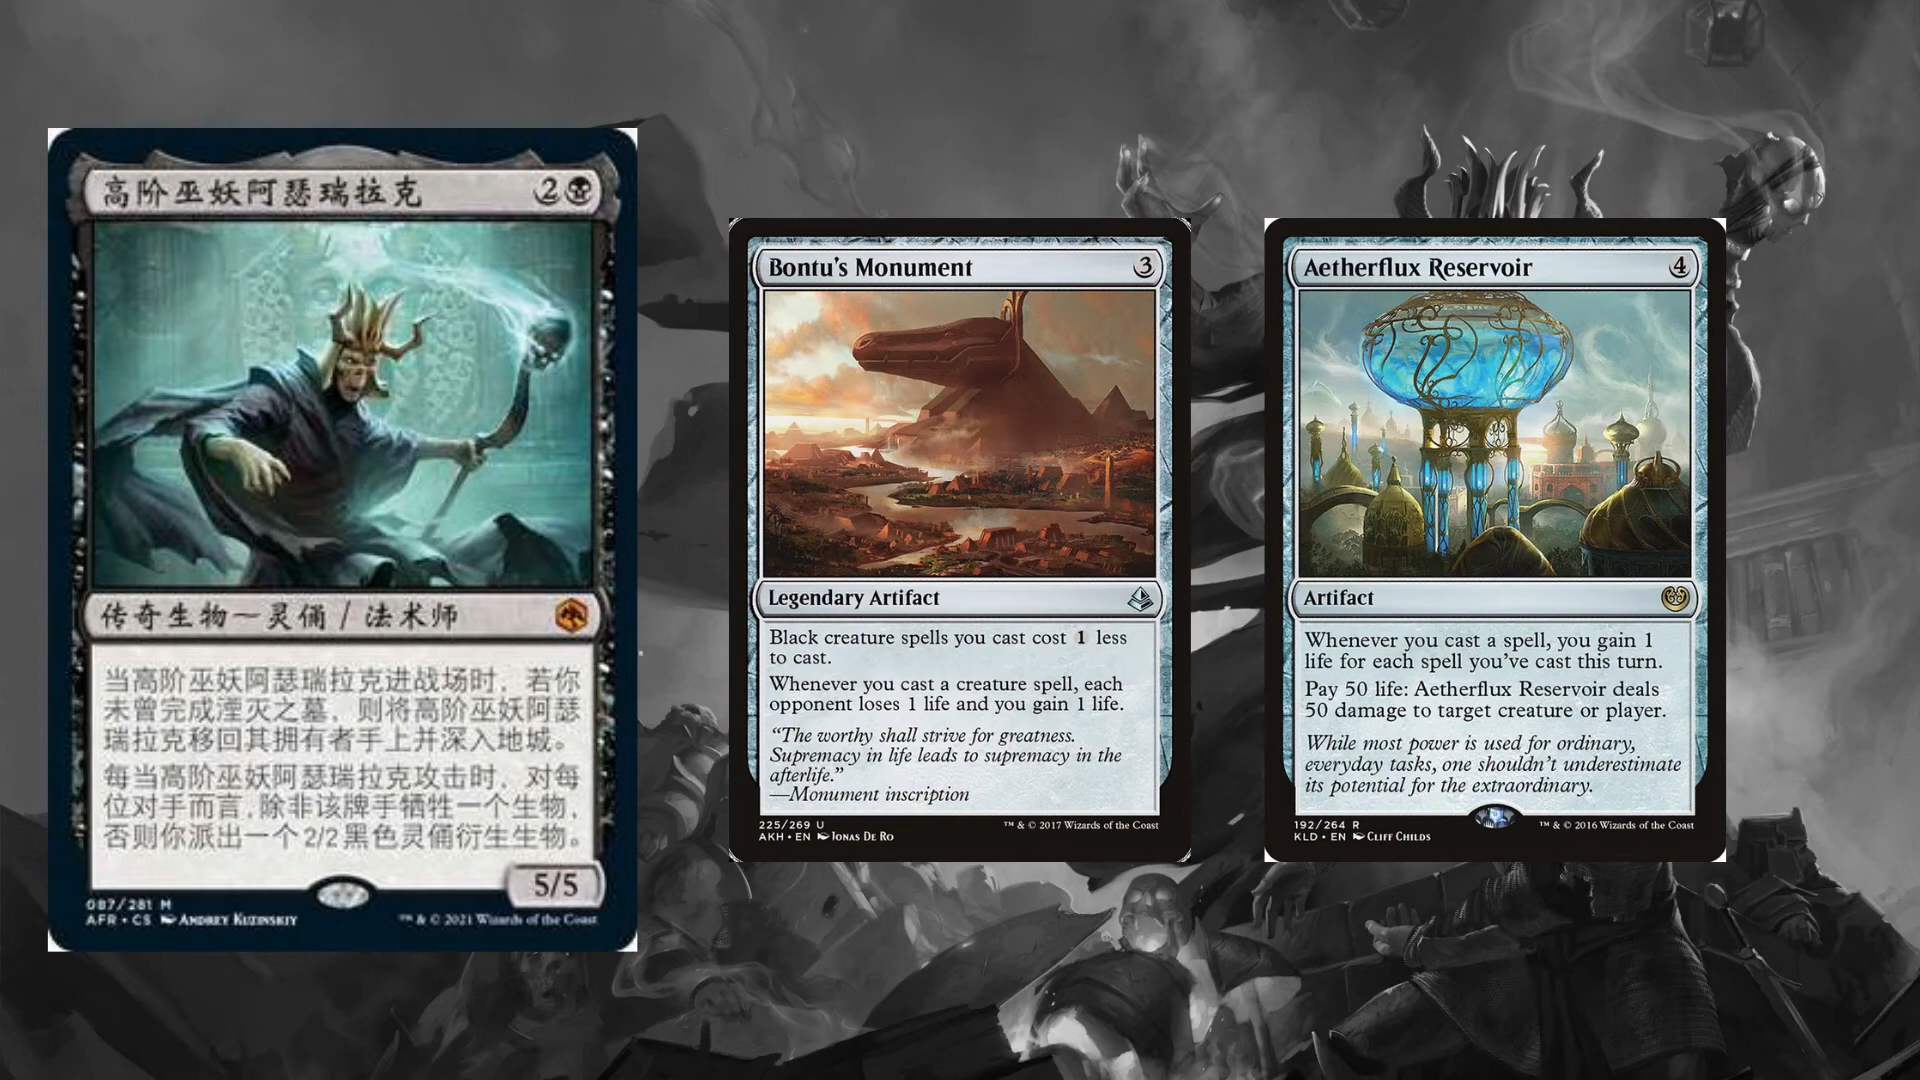 高阶巫妖阿瑟瑞拉克 2
传奇生物～灵俑 / 法术师
当高阶巫妖阿瑟瑞拉克进战场时，若你
未曾完成湮灭之墓，则将高阶巫妖阿瑟
瑞拉克移回其拥有者手上并深入地城。
每当高阶巫妖阿瑟瑞拉克攻击时，对每
位对手而言，除非该牌手牺牲一个生物，
否则你派出一个2/2黑色灵俑衍生生物。
5/5
087/281 M
AFR • CS ANDREY KUZINSKIY
™ & © 2021 Wizards of the Coast
Bontu's Monument 3
Legendary Artifact
Black creature spells you cast cost 1 less
to cast.
Whenever you cast a creature spell, each
opponent loses 1 life and you gain 1 life.
“The worthy shall strive for greatness.
Supremacy in life leads to supremacy in the
afterlife.”
—Monument inscription
225/269 U
AKH • EN JONAS DE RO
™ & © 2017 Wizards of the Coast
Aetherflux Reservoir 4
Artifact
Whenever you cast a spell, you gain 1
life for each spell you've cast this turn.
Pay 50 life: Aetherflux Reservoir deals
50 damage to target creature or player.
While most power is used for ordinary,
everyday tasks, one shouldn't underestimate
its potential for the extraordinary.
192/264 R
KLD • EN CLIFF CHILDS
™ & © 2016 Wizards of the Coast